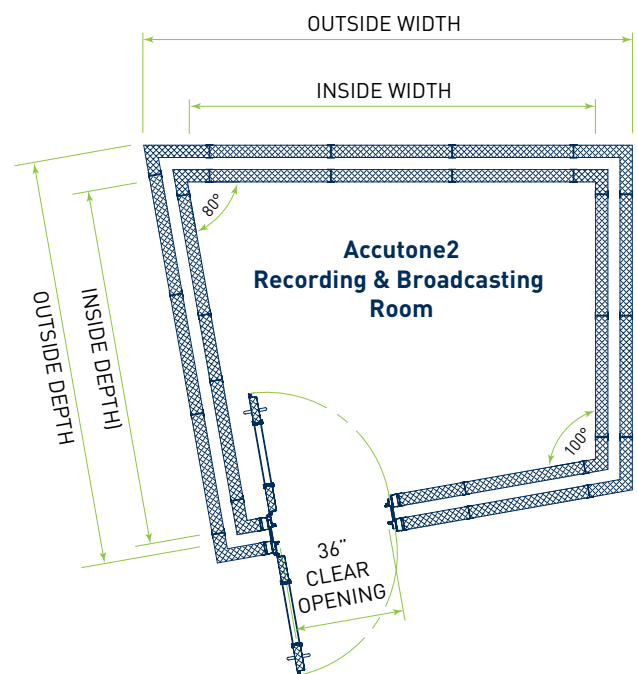 OUTSIDE WIDTH
INSIDE WIDTH
80°
Accutone2
Recording & Broadcasting
Room
OUTSIDE DEPTH
INSIDE DEPTH)
100°
36”
CLEAR
OPENING